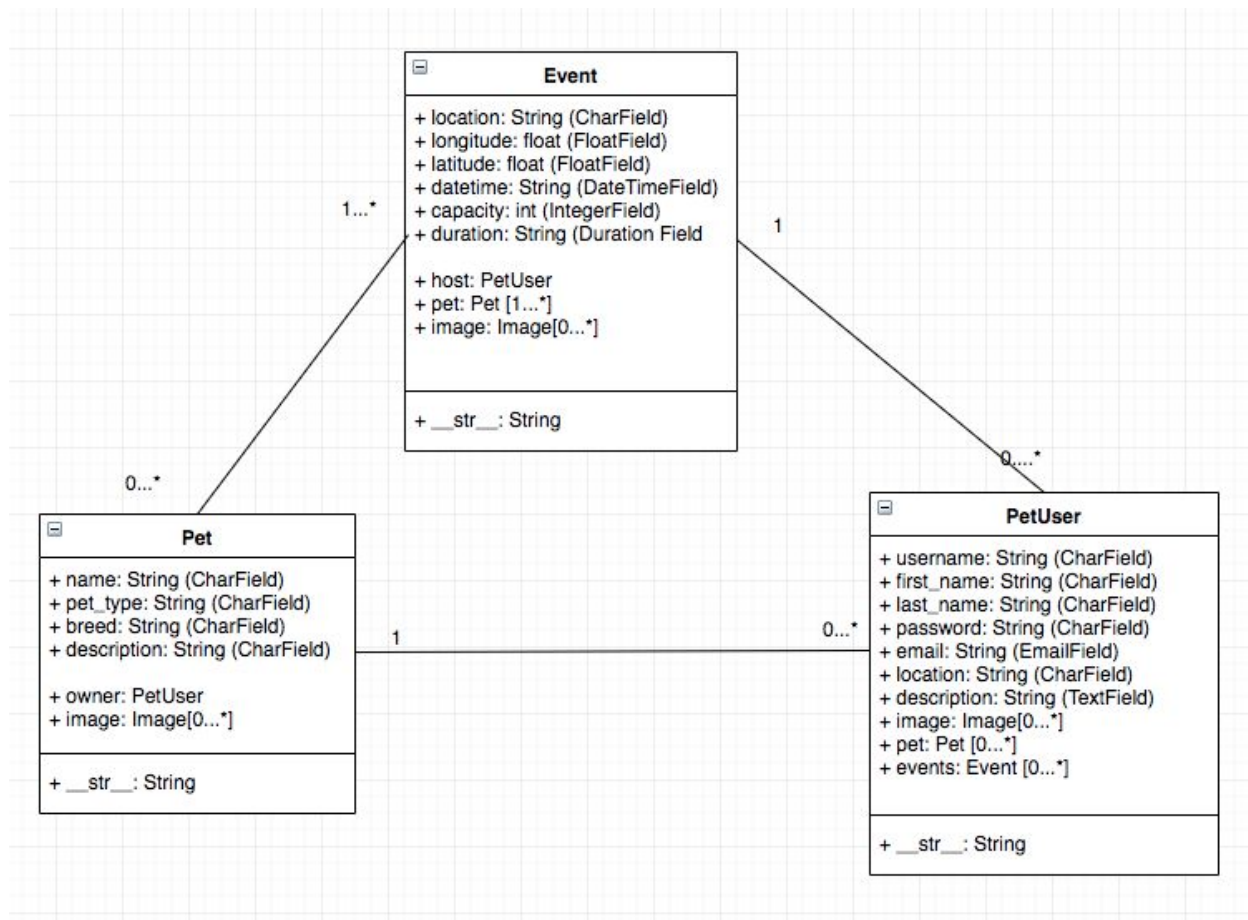 Event
+ location: String (CharField)
+ longitude: float (FloatField)
+ latitude: float (FloatField)
+ datetime: String (DateTimeField)
+ capacity: int (IntegerField)
+ duration: String (Duration Field
+ host: PetUser
+ pet: Pet [1...*]
+ image: Image[0...*]
+ __str__: String
1...*
1
0...*
0....*
Pet
+ name: String (CharField)
+ pet_type: String (CharField)
+ breed: String (CharField)
+ description: String (CharField)
+ owner: PetUser
+ image: Image[0...*]
+ __str__: String
1
0...*
PetUser
+ username: String (CharField)
+ first_name: String (CharField)
+ last_name: String (CharField)
+ password: String (CharField)
+ email: String (EmailField)
+ location: String (CharField)
+ description: String (TextField)
+ image: Image[0...*]
+ pet: Pet [0...*]
+ events: Event [0...*]
+ __str__: String